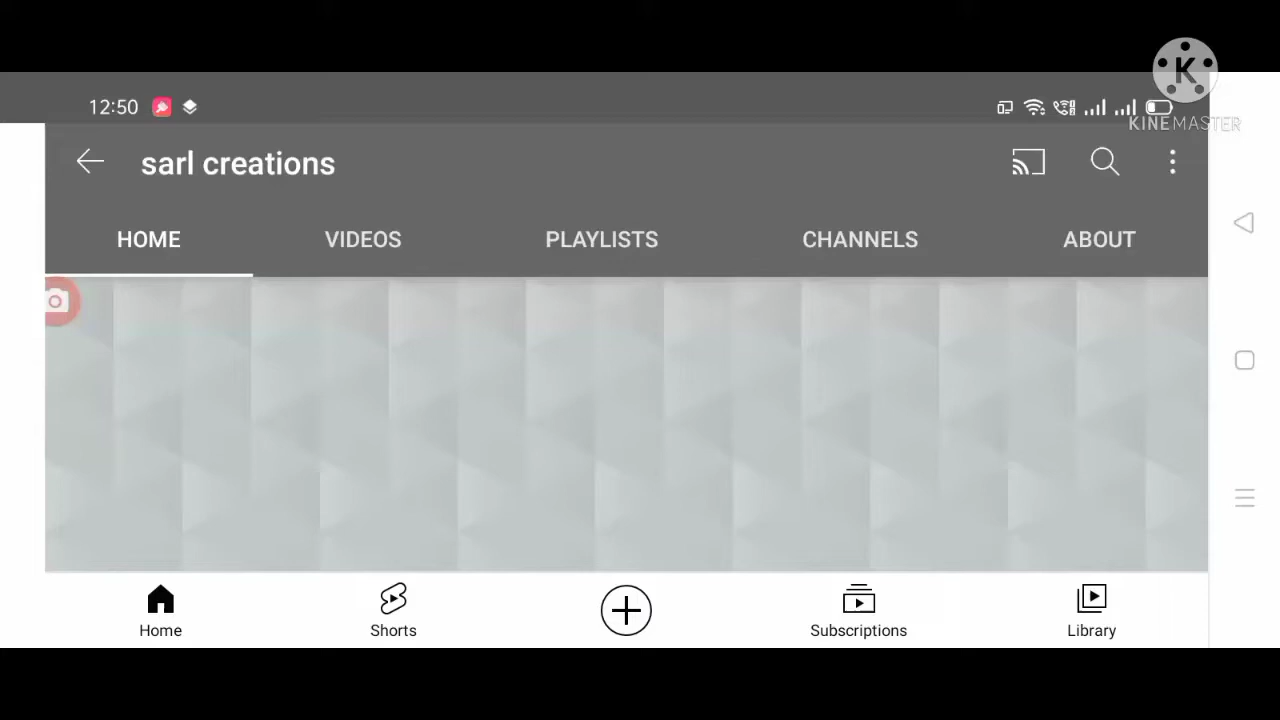 K
KINEMASTER
12:50
sarl creations
HOME VIDEOS PLAYLISTS CHANNELS ABOUT
Home Shorts Subscriptions Library